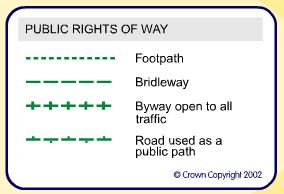 PUBLIC RIGHTS OF WAY
Footpath
Bridleway
Byway open to all
traffic
Road used as a
public path
© Crown Copyright 2002